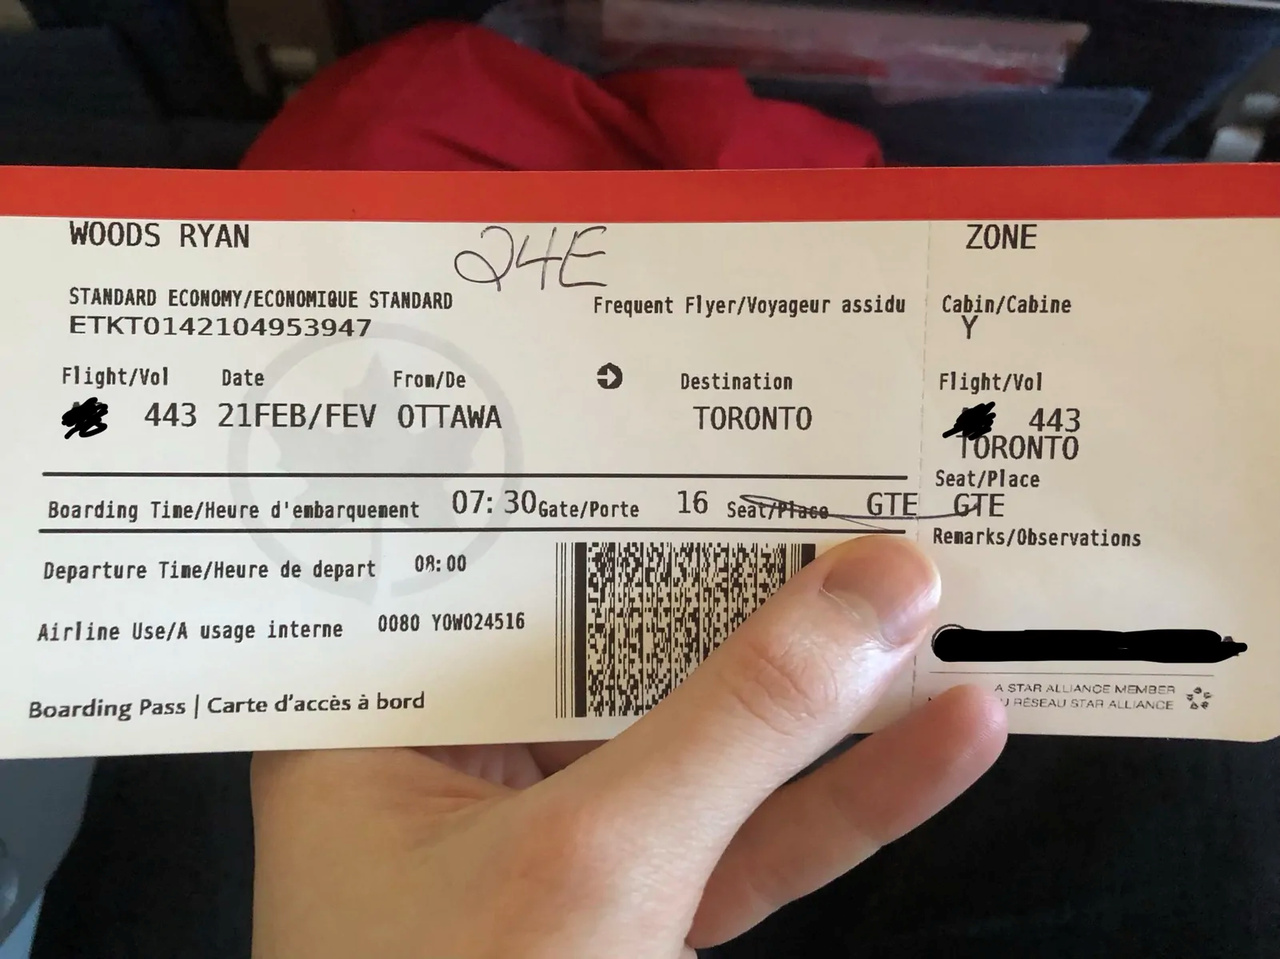 WOODS RYAN
24E
ZONE
STANDARD ECONOMY/ECONOMIQUE STANDARD
Frequent Flyer/Voyageur assidu
Cabin/Cabine
ETKT0142104953947
Y
Flight/Vol Date From/De Destination
Flight/Vol
443 21FEB/FEV OTTAWA TORONTO
443
TORONTO
Seat/Place
Boarding Time/Heure d'embarquement 07:30 Gate/Porte 16 Seat/Place GTE
GTE
Remarks/Observations
Departure Time/Heure de depart 08:00
Airline Use/A usage interne 0080 YOW024516
Boarding Pass | Carte d'accès à bord
A STAR ALLIANCE MEMBER
RÉSEAU STAR ALLIANCE